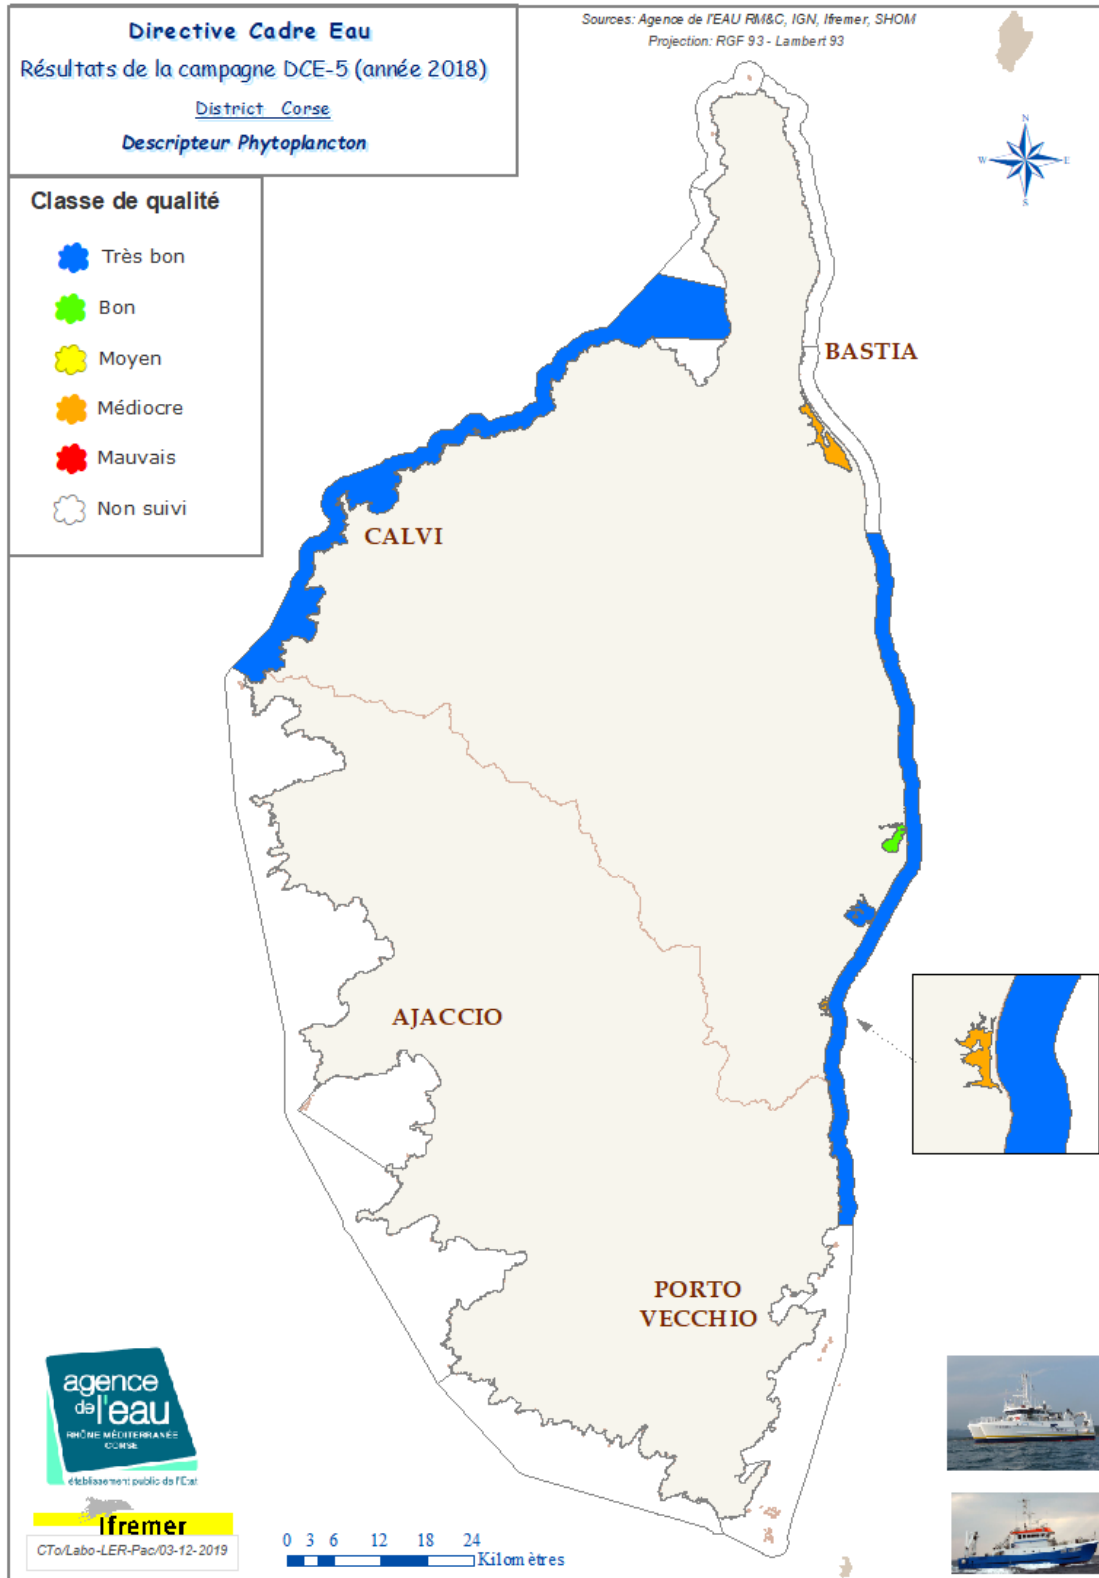 Directive Cadre Eau
Résultats de la campagne DCE-5 (année 2018)
District Corse
Descripteur Phytoplancton
Sources: Agence de l'EAU RM&C, IGN, Ifremer, SHOM
Projection: RGF 93 - Lambert 93
N
W E
S
Classe de qualité
Très bon
Bon
Moyen
Médiocre
Mauvais
Non suivi
BASTIA
CALVI
AJACCIO
PORTO
VECCHIO
agence
de l'eau
RHÔNE MÉDITERRANÉE
CORSE
établissement public de l'Etat
Ifremer
CTo/Labo-LER-Pac/03-12-2019
0 3 6 12 18 24
Kilomètres